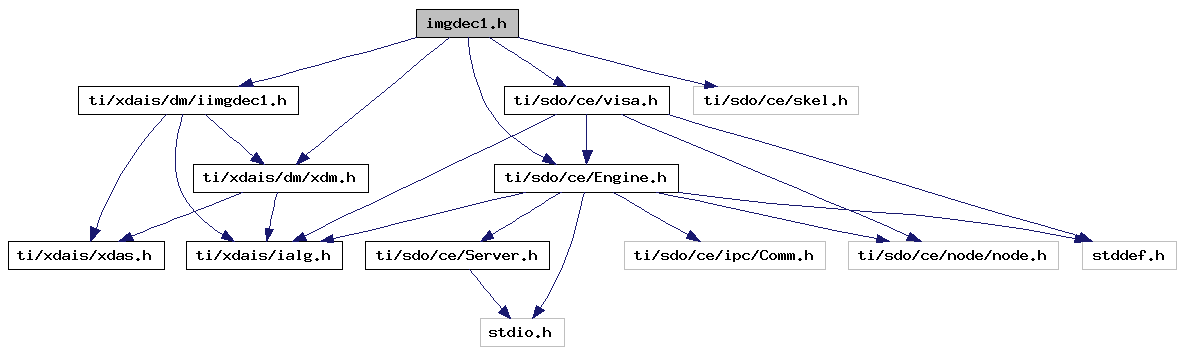 imgdec1.h
ti/xdais/dm/iimgdec1.h
ti/sdo/ce/visa.h
ti/sdo/ce/skel.h
ti/xdais/dm/xdm.h
ti/sdo/ce/Engine.h
ti/xdais/xdas.h
ti/xdais/ialg.h
ti/sdo/ce/Server.h
ti/sdo/ce/ipc/Comm.h
ti/sdo/ce/node/node.h
stddef.h
stdio.h